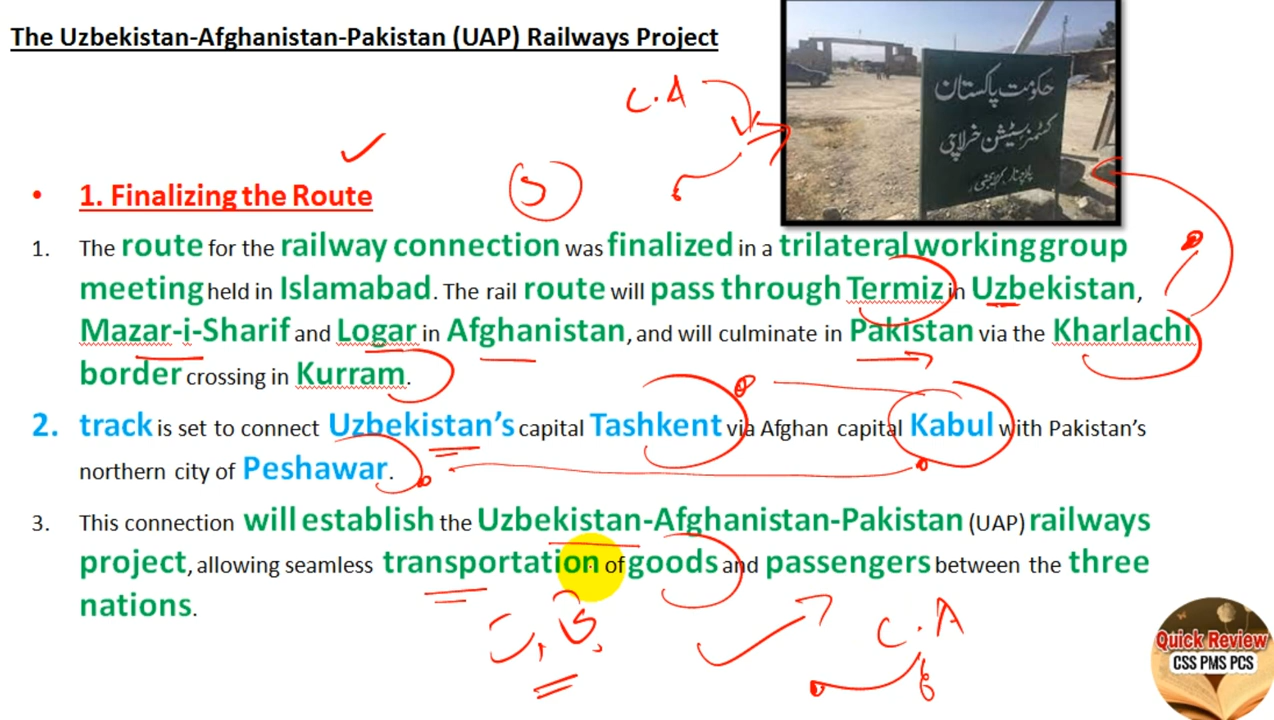 The Uzbekistan-Afghanistan-Pakistan (UAP) Railways Project
C.A
حکومت پاکستان
کسٹمز سٹیشن خرلاچی
• 1. Finalizing the Route
1. The route for the railway connection was finalized in a trilateral working group
meeting held in Islamabad. The rail route will pass through Termiz in Uzbekistan,
Mazar-i-Sharif and Logar in Afghanistan, and will culminate in Pakistan via the Kharlachi
border crossing in Kurram.
2. track is set to connect Uzbekistan’s capital Tashkent via Afghan capital Kabul with Pakistan’s
northern city of Peshawar.
3. This connection will establish the Uzbekistan-Afghanistan-Pakistan (UAP) railways
project, allowing seamless transportation of goods and passengers between the three
nations.
C.A
Quick Review
CSS PMS PCS